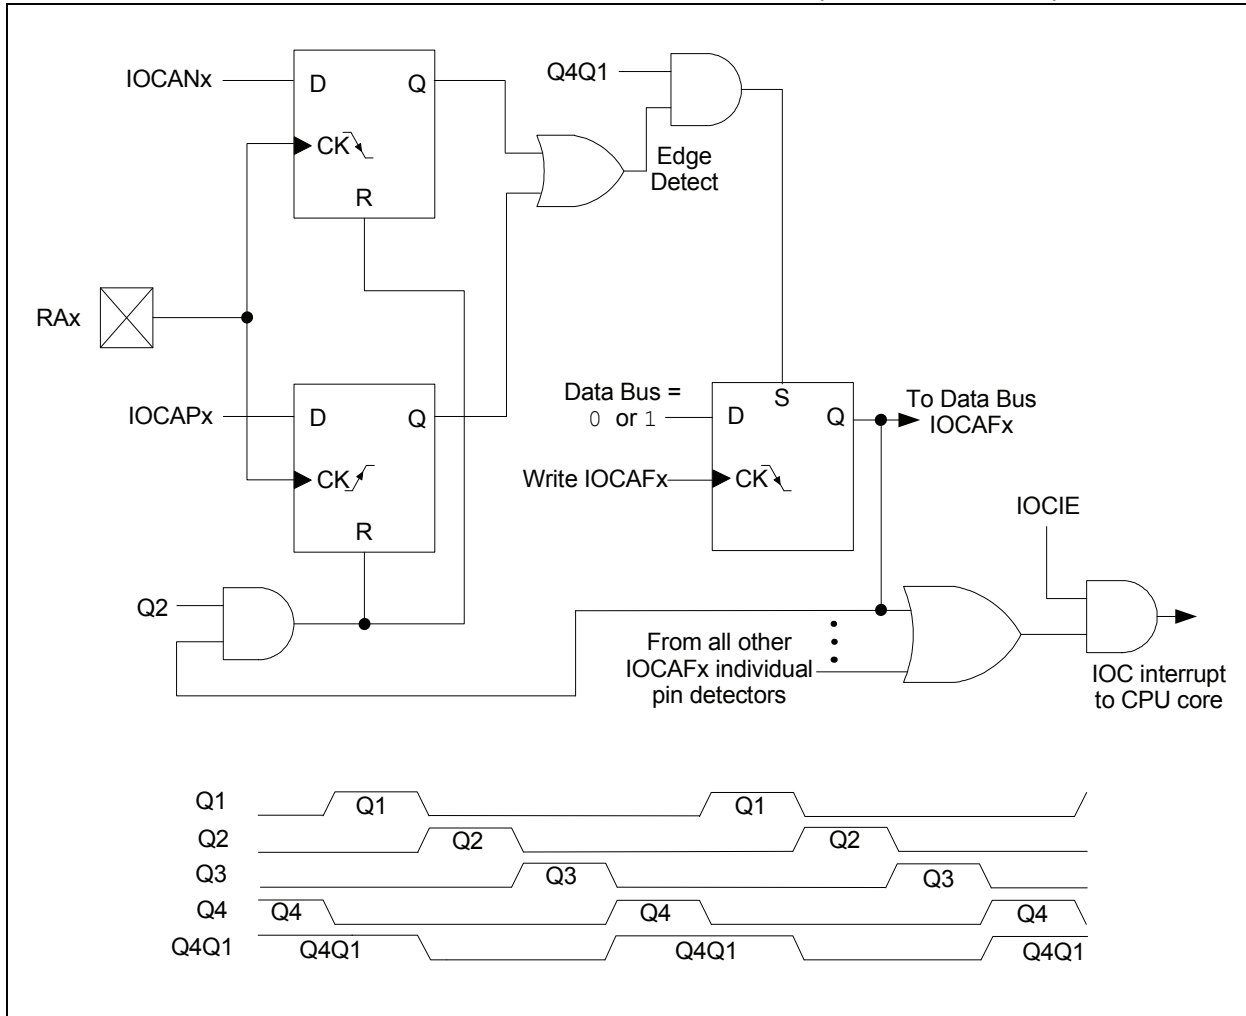 IOCANx
D
Q
CK
R
Q4Q1
Edge
Detect
RAx
IOCAPx
D
Q
CK
R
Data Bus =
0 or 1
S
D
Q
To Data Bus
IOCAFx
Write IOCAFx
CK
IOCIE
Q2
From all other
IOCAFx individual
pin detectors
IOC interrupt
to CPU core
Q1
Q1
Q1
Q2
Q2
Q2
Q3
Q3
Q3
Q4
Q4
Q4
Q4
Q4Q1
Q4Q1
Q4Q1
Q4Q1